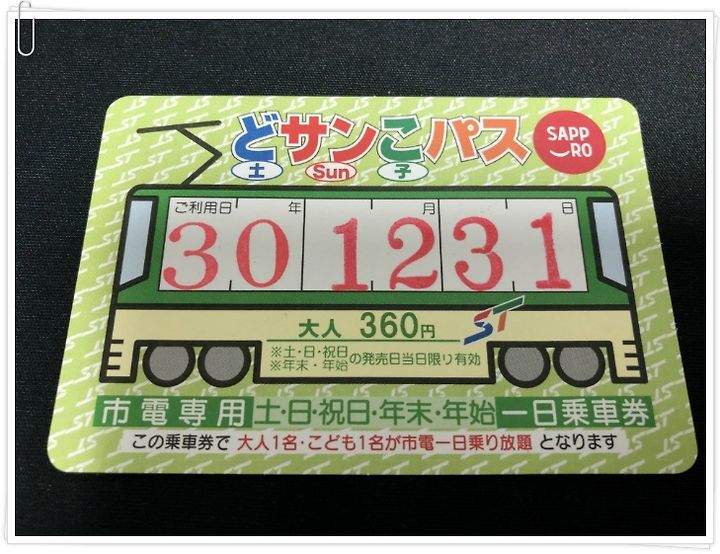 どサンこパス
土 Sun 子
SAPP
RO
ご利用日 年 月 日
30 12 31
大人 360円
ST
※土・日・祝日
※年末・年始
の発売日当日限り有効
市電専用 土・日・祝日・年末・年始 一日乗車券
この乗車券で 大人1名・こども1名が市電一日乗り放題 となります